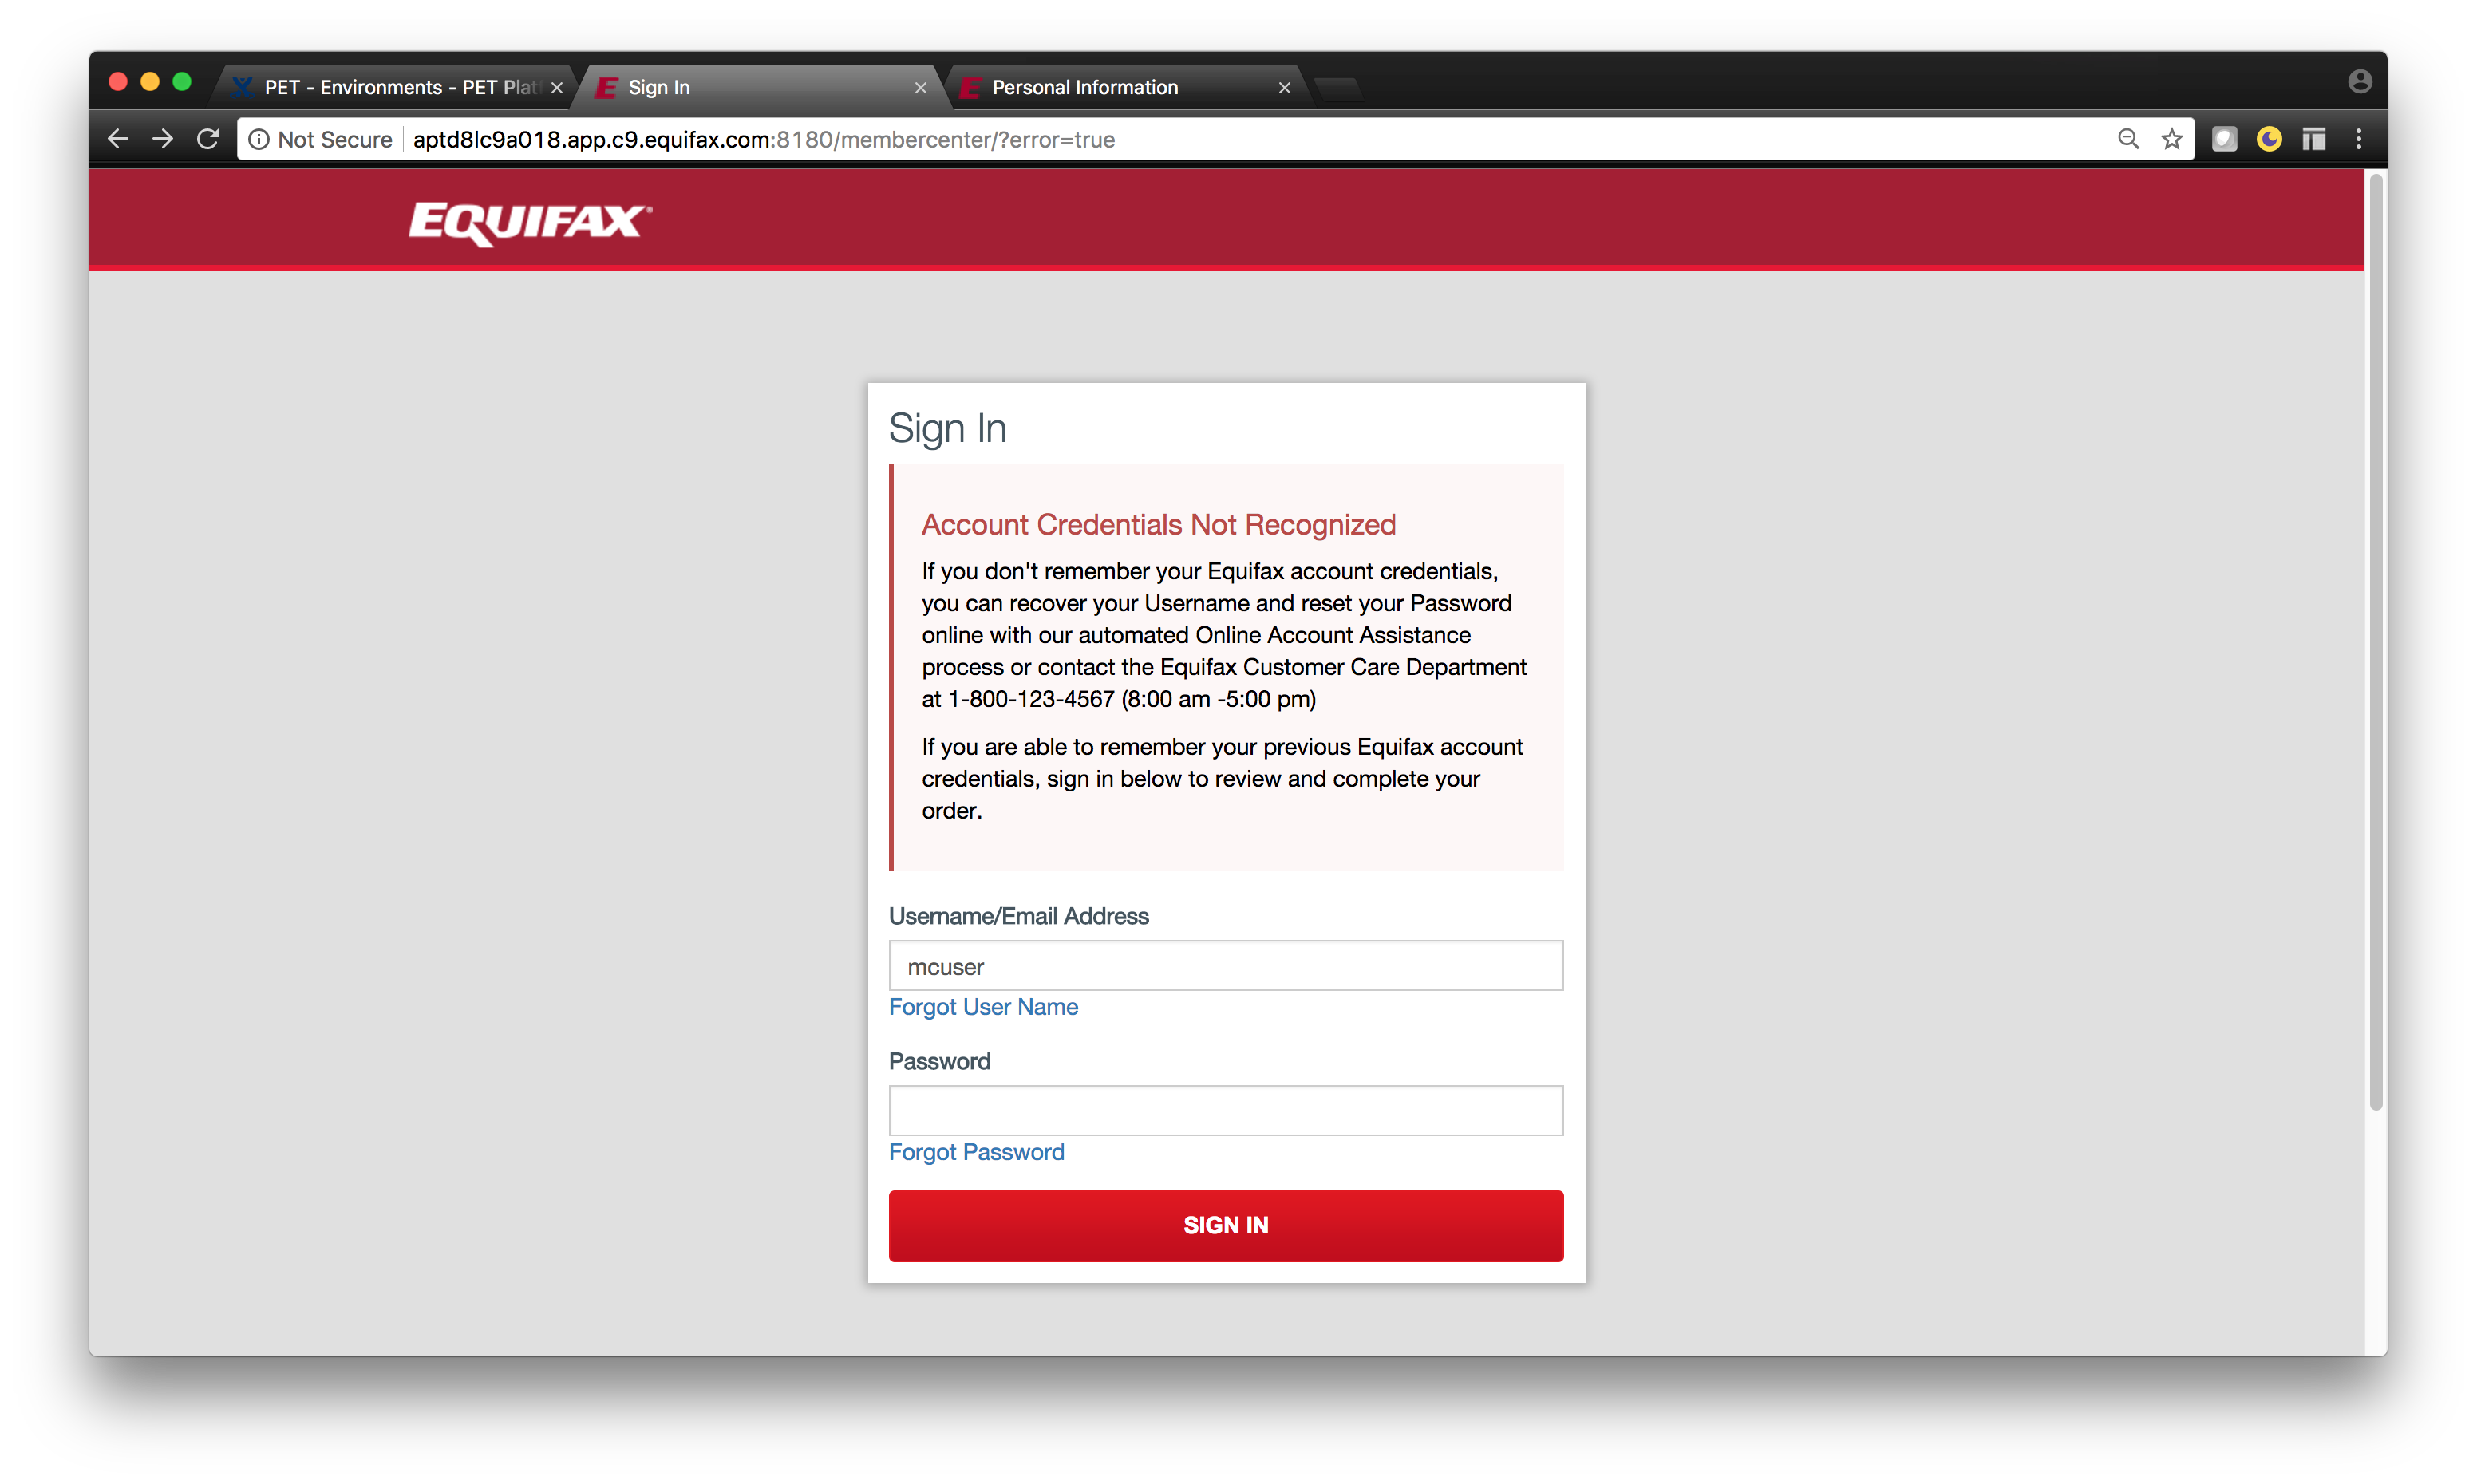 PET - Environments - PET Platf
Sign In
Personal Information
Not Secure
aptd8lc9a018.app.c9.equifax.com:8180/membercenter/?error=true
EQUIFAX
Sign In
Account Credentials Not Recognized
If you don't remember your Equifax account credentials,
you can recover your Username and reset your Password
online with our automated Online Account Assistance
process or contact the Equifax Customer Care Department
at 1-800-123-4567 (8:00 am -5:00 pm)
If you are able to remember your previous Equifax account
credentials, sign in below to review and complete your
order.
Username/Email Address
mcuser
Forgot User Name
Password
Forgot Password
SIGN IN